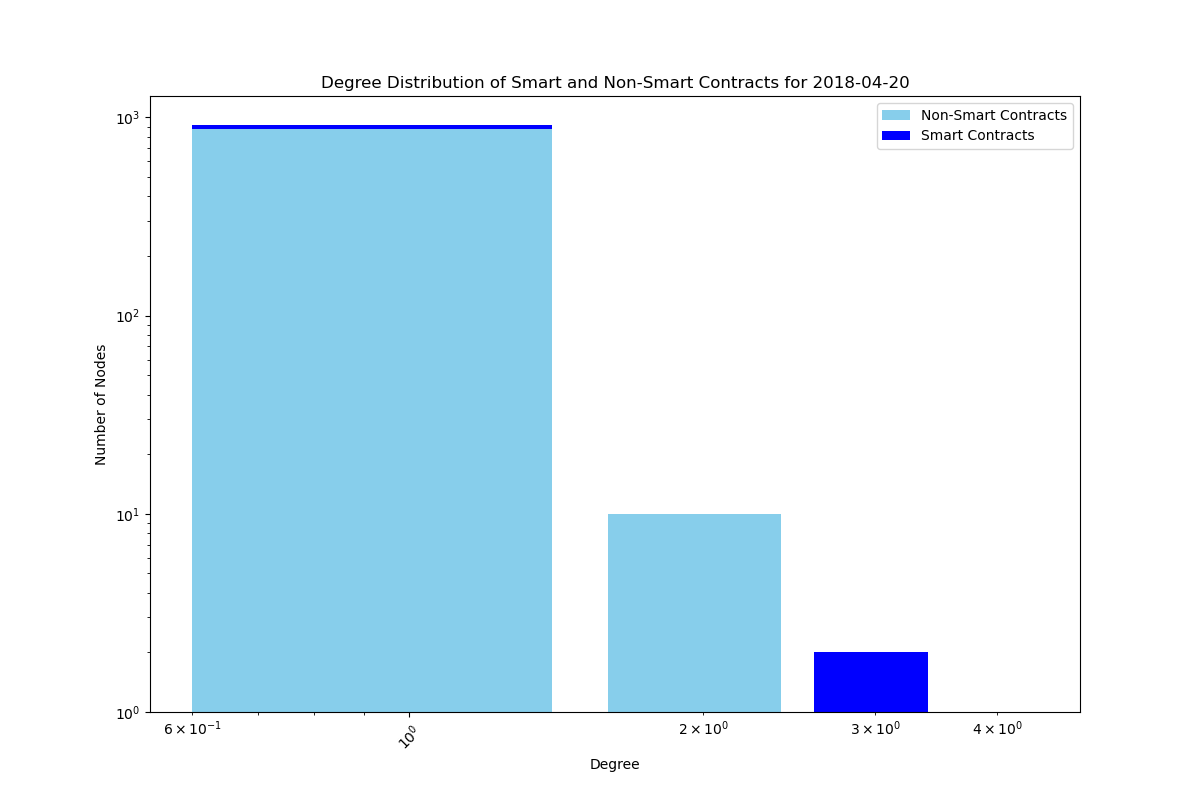 Degree Distribution of Smart and Non-Smart Contracts for 2018-04-20
Non-Smart Contracts
Smart Contracts
Number of Nodes
10³
10²
10¹
10⁰
6 × 10⁻¹
10⁰
2 × 10⁰
3 × 10⁰
4 × 10⁰
Degree